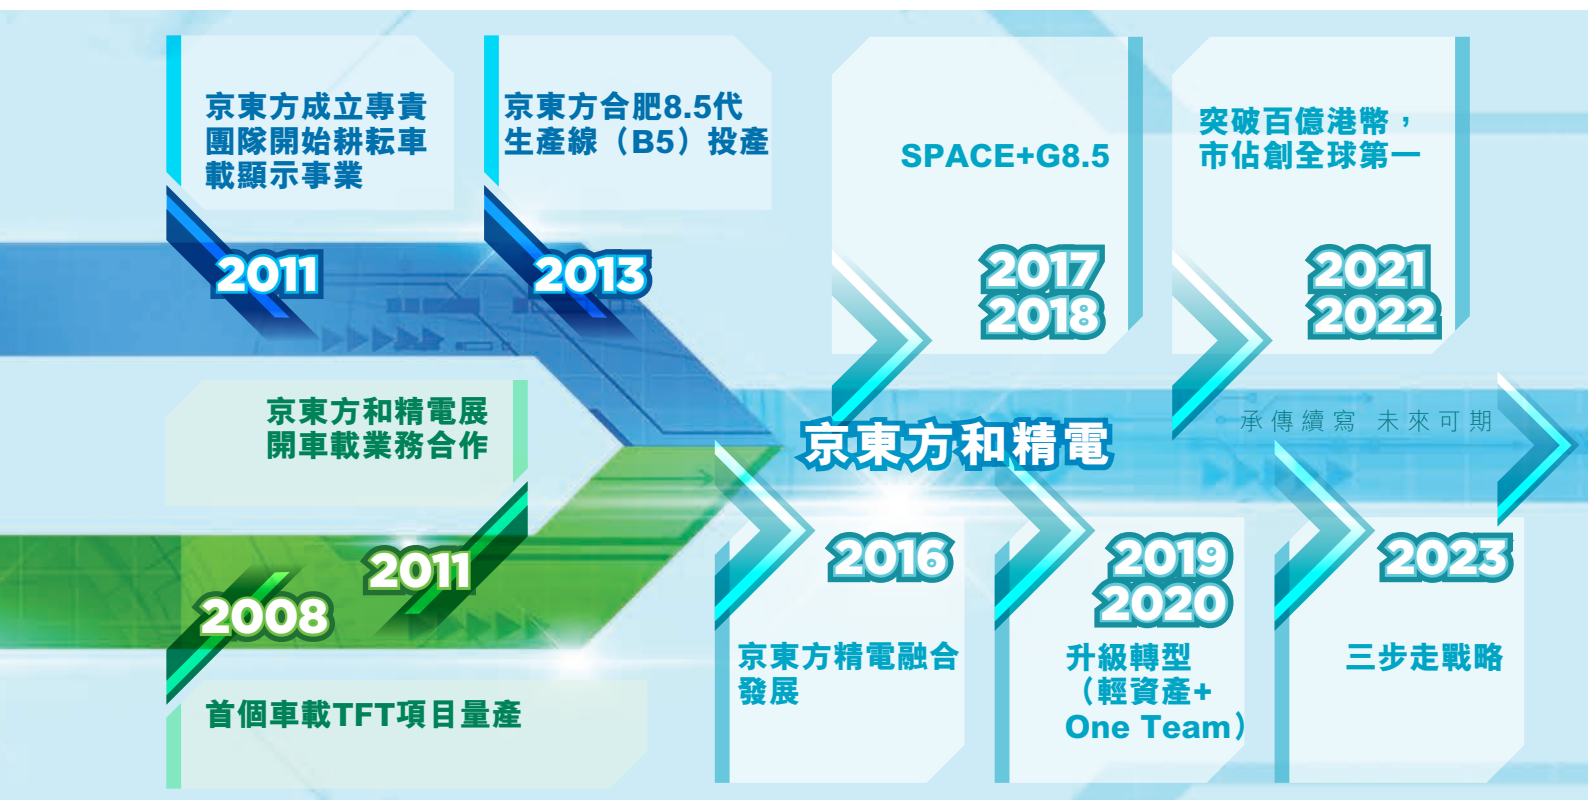 京東方成立專責
團隊開始耕耘車
載顯示事業
2011
京東方合肥8.5代
生產線（B5）投產
2013
SPACE+G8.5
2017
2018
突破百億港幣，
市佔創全球第一
2021
2022
京東方和精電展
開車載業務合作
2011
2008
首個車載TFT項目量產
京東方和精電
承傳續寫 未來可期
2016
京東方精電融合
發展
2019
2020
升級轉型
（輕資產+
One Team）
2023
三步走戰略